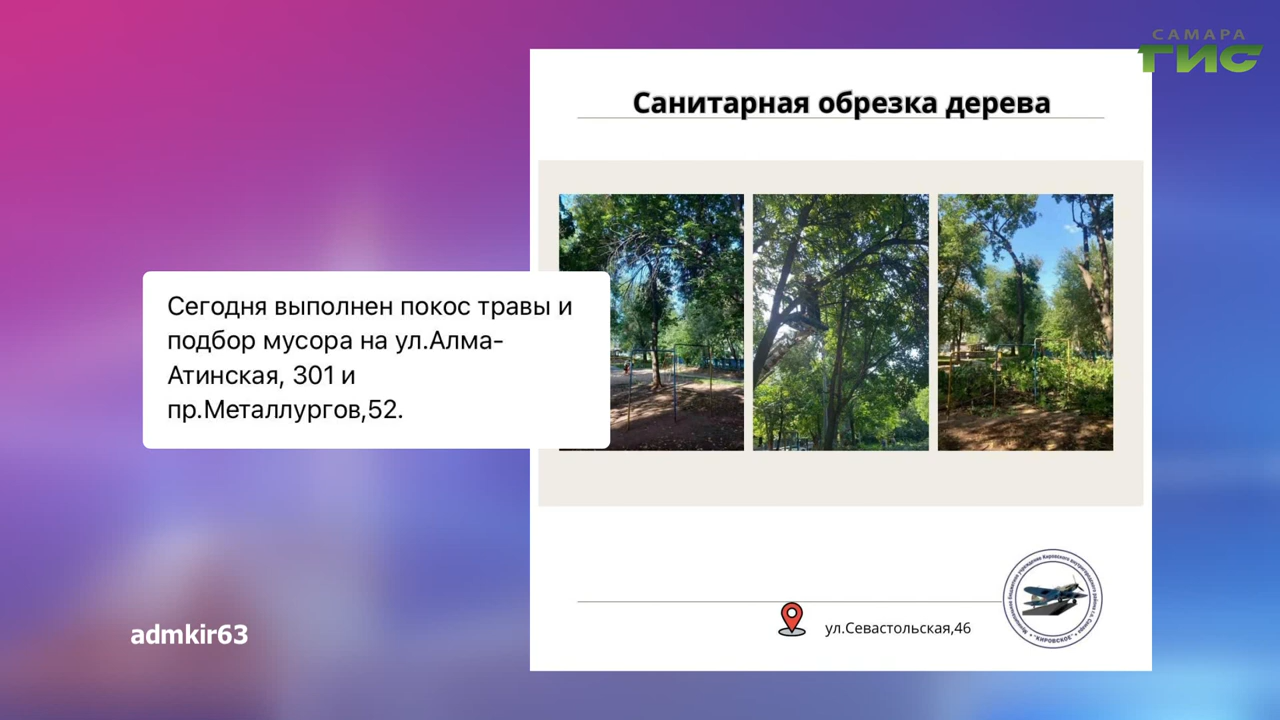 САМАРА
ГИС
Санитарная обрезка дерева
Сегодня выполнен покос травы и
подбор мусора на ул.Алма-
Атинская, 301 и
пр.Металлургов,52.
admkir63
ул.Севастольская,46
"КИРОВСКОЕ"